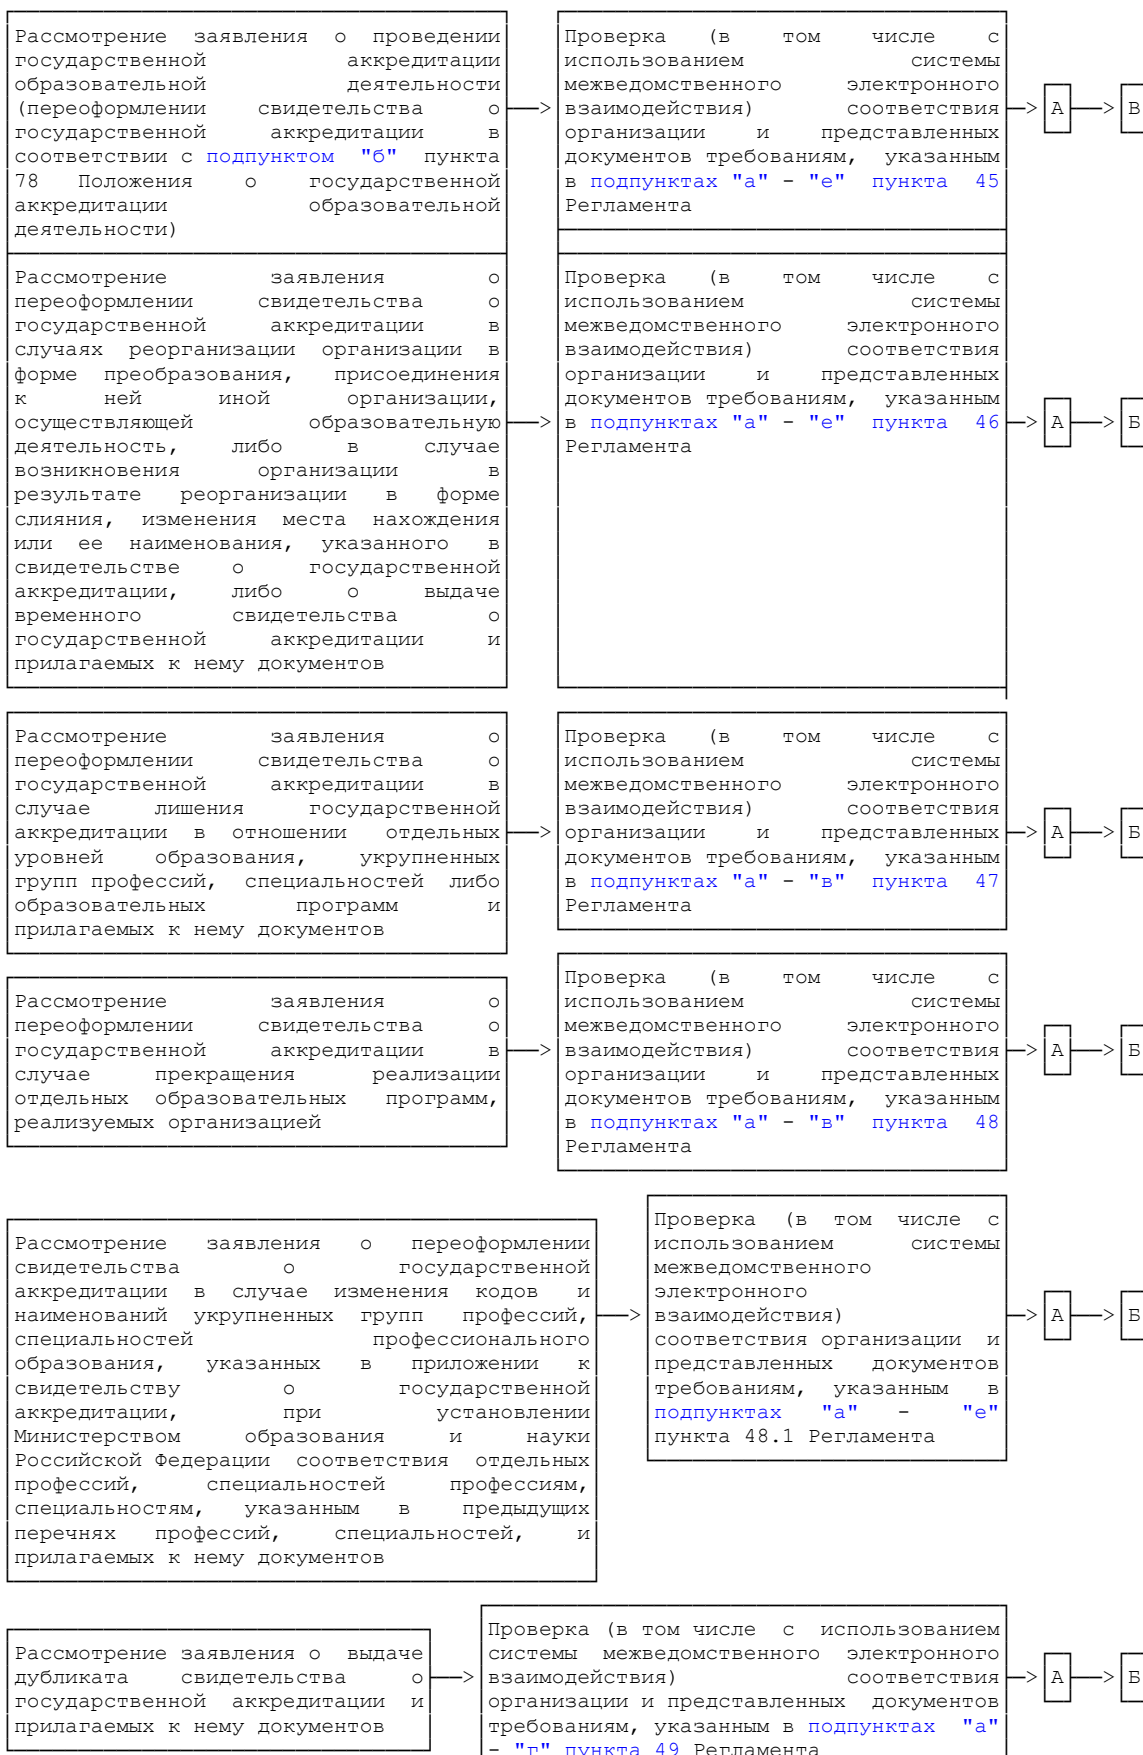 Рассмотрение заявления о проведении
государственной аккредитации
образовательной деятельности
(переоформлении свидетельства о
государственной аккредитации в
соответствии с подпунктом "б" пункта
78 Положения о государственной
аккредитации образовательной
деятельности)
Проверка (в том числе с
использованием системы
межведомственного электронного
взаимодействия) соответствия
организации и представленных
документов требованиям, указанным
в подпунктах "а" - "е" пункта 45
Регламента
А
В
Рассмотрение заявления о
переоформлении свидетельства о
государственной аккредитации в
случаях реорганизации организации в
форме преобразования, присоединения
к ней иной организации,
осуществляющей образовательную
деятельность, либо в случае
возникновения организации в
результате реорганизации в форме
слияния, изменения места нахождения
или ее наименования, указанного в
свидетельстве о государственной
аккредитации, либо о выдаче
временного свидетельства о
государственной аккредитации и
прилагаемых к нему документов
Проверка (в том числе с
использованием системы
межведомственного электронного
взаимодействия) соответствия
организации и представленных
документов требованиям, указанным
в подпунктах "а" - "е" пункта 46
Регламента
А
Б
Рассмотрение заявления о
переоформлении свидетельства о
государственной аккредитации в
случае лишения государственной
аккредитации в отношении отдельных
уровней образования, укрупненных
групп профессий, специальностей либо
образовательных программ и
прилагаемых к нему документов
Проверка (в том числе с
использованием системы
межведомственного электронного
взаимодействия) соответствия
организации и представленных
документов требованиям, указанным
в подпунктах "а" - "в" пункта 47
Регламента
А
Б
Рассмотрение заявления о
переоформлении свидетельства о
государственной аккредитации в
случае прекращения реализации
отдельных образовательных программ,
реализуемых организацией
Проверка (в том числе с
использованием системы
межведомственного электронного
взаимодействия) соответствия
организации и представленных
документов требованиям, указанным
в подпунктах "а" - "в" пункта 48
Регламента
А
Б
Рассмотрение заявления о переоформлении
свидетельства о государственной
аккредитации в случае изменения кодов и
наименований укрупненных групп профессий,
специальностей профессионального
образования, указанных в приложении к
свидетельству о государственной
аккредитации, при установлении
Министерством образования и науки
Российской Федерации соответствия отдельных
профессий, специальностей профессиям,
специальностям, указанным в предыдущих
перечнях профессий, специальностей, и
прилагаемых к нему документов
Проверка (в том числе с
использованием системы
межведомственного
электронного
взаимодействия)
соответствия организации и
представленных документов
требованиям, указанным в
подпунктах "а" - "е"
пункта 48.1 Регламента
А
Б
Рассмотрение заявления о выдаче
дубликата свидетельства о
государственной аккредитации и
прилагаемых к нему документов
Проверка (в том числе с использованием
системы межведомственного электронного
взаимодействия) соответствия
организации и представленных документов
требованиям, указанным в подпунктах "а"
- "г" пункта 49 Регламента
А
Б